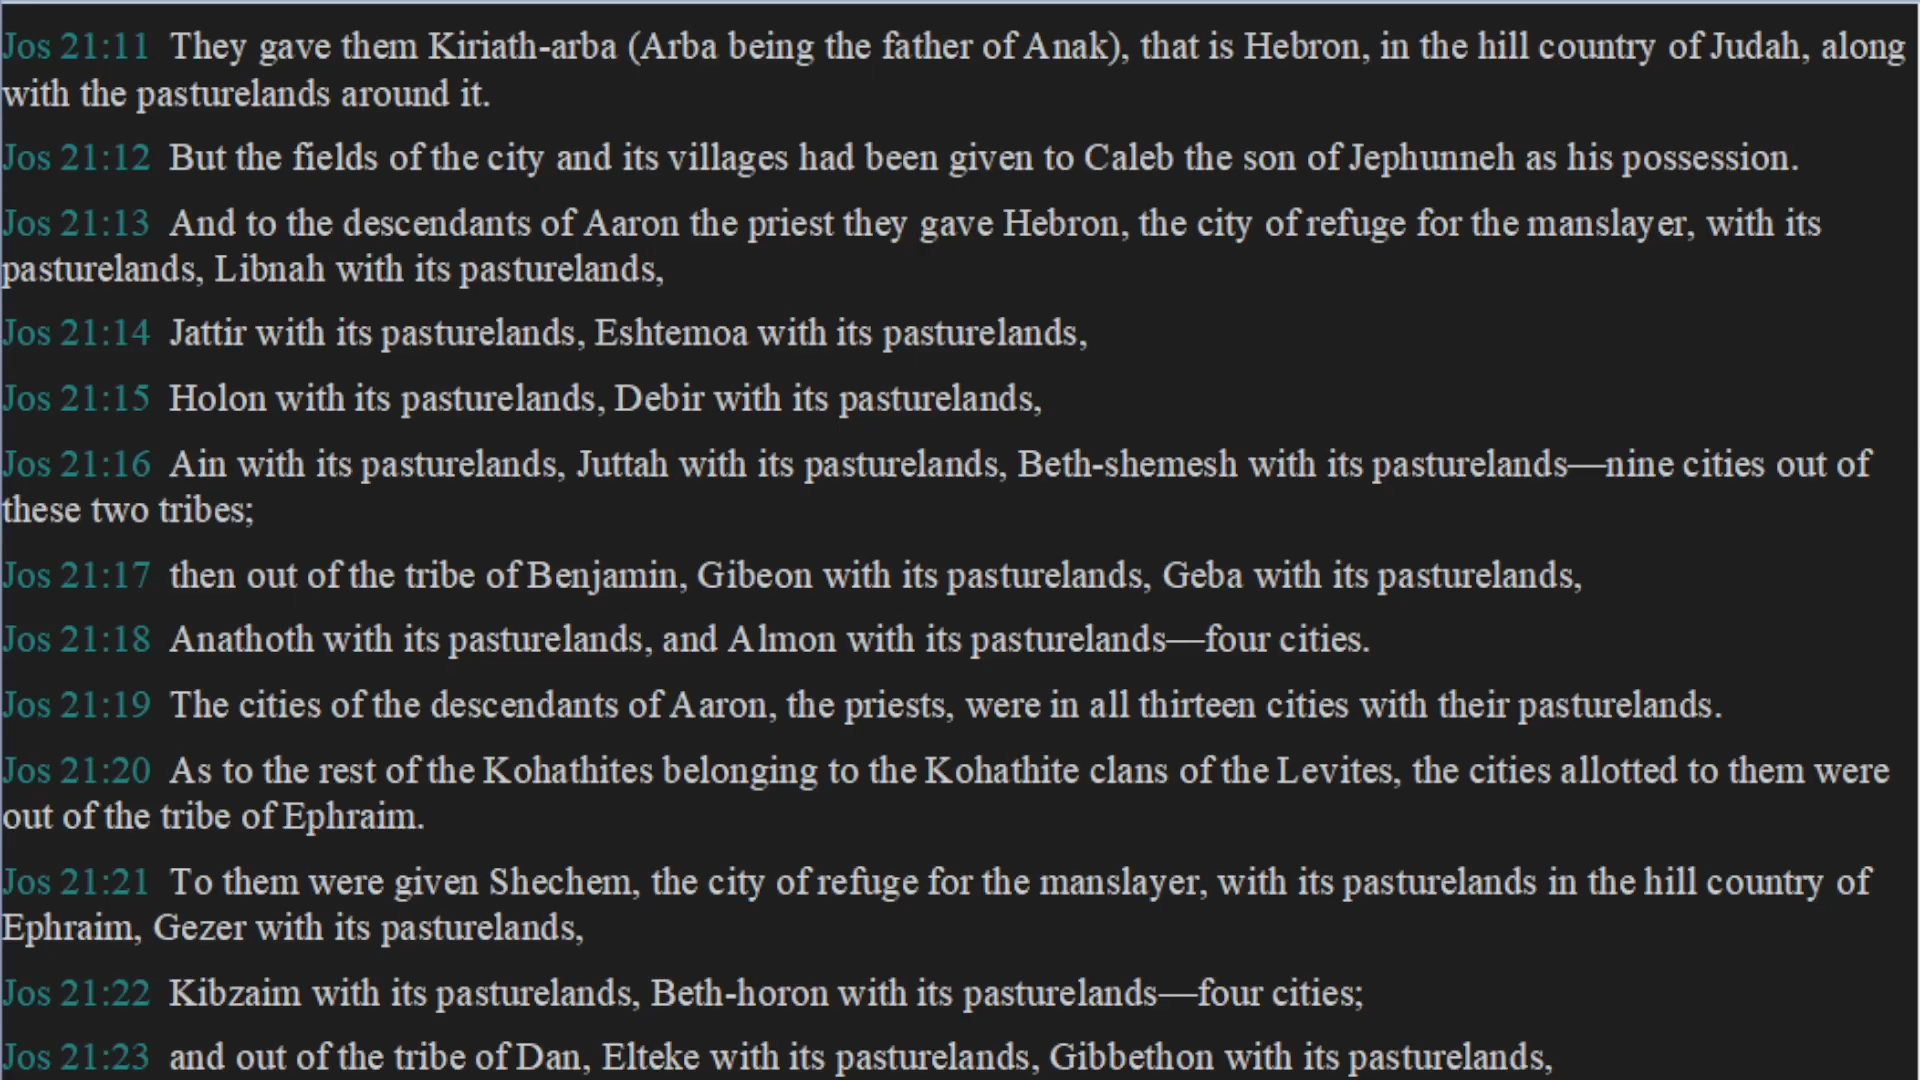 Jos 21:11 They gave them Kiriath-arba (Arba being the father of Anak), that is Hebron, in the hill country of Judah, along
with the pasturelands around it.
Jos 21:12 But the fields of the city and its villages had been given to Caleb the son of Jephunneh as his possession.
Jos 21:13 And to the descendants of Aaron the priest they gave Hebron, the city of refuge for the manslayer, with its
pasturelands, Libnah with its pasturelands,
Jos 21:14 Jattir with its pasturelands, Eshtemoa with its pasturelands,
Jos 21:15 Holon with its pasturelands, Debir with its pasturelands,
Jos 21:16 Ain with its pasturelands, Juttah with its pasturelands, Beth-shemesh with its pasturelands—nine cities out of
these two tribes;
Jos 21:17 then out of the tribe of Benjamin, Gibeon with its pasturelands, Geba with its pasturelands,
Jos 21:18 Anathoth with its pasturelands, and Almon with its pasturelands—four cities.
Jos 21:19 The cities of the descendants of Aaron, the priests, were in all thirteen cities with their pasturelands.
Jos 21:20 As to the rest of the Kohathites belonging to the Kohathite clans of the Levites, the cities allotted to them were
out of the tribe of Ephraim.
Jos 21:21 To them were given Shechem, the city of refuge for the manslayer, with its pasturelands in the hill country of
Ephraim, Gezer with its pasturelands,
Jos 21:22 Kibzaim with its pasturelands, Beth-horon with its pasturelands—four cities;
Jos 21:23 and out of the tribe of Dan, Elteke with its pasturelands, Gibbethon with its pasturelands,